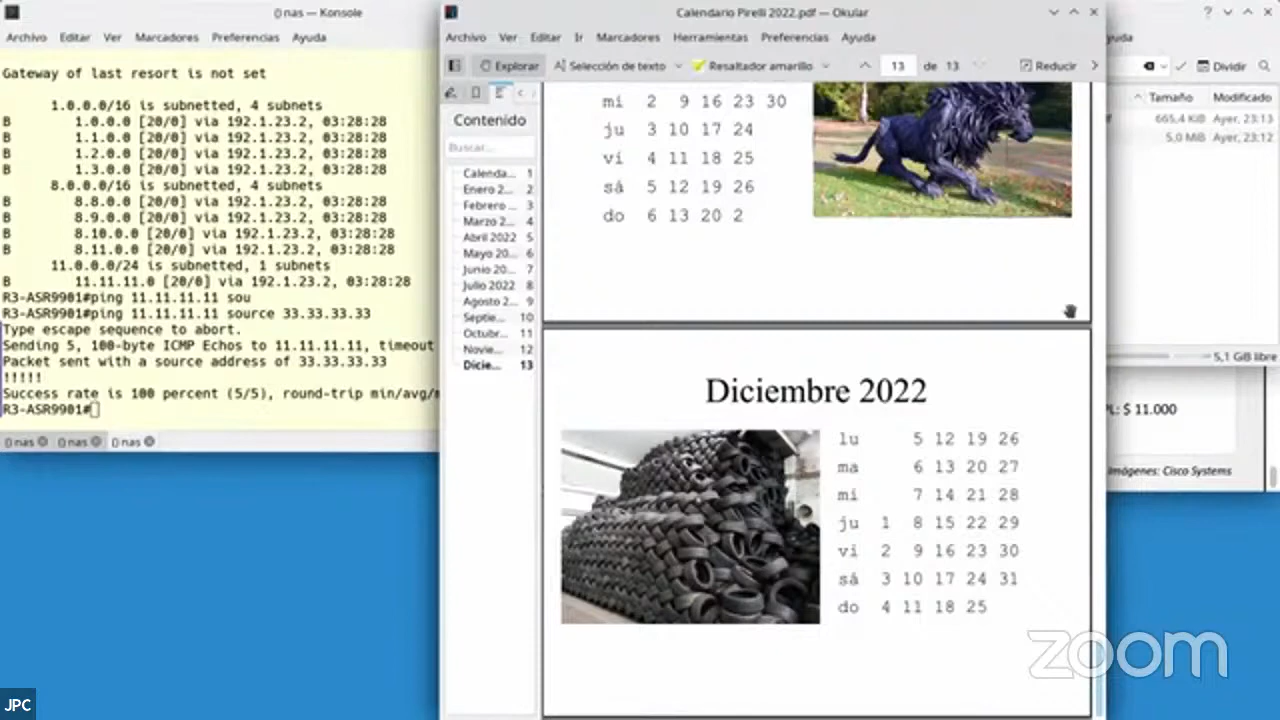 () nas — Konsole
Archivo Editar Ver Marcadores Preferencias Ayuda
Gateway of last resort is not set
1.0.0.0/16 is subnetted, 4 subnets
B 1.0.0.0 [20/0] via 192.1.23.2, 03:28:28
B 1.1.0.0 [20/0] via 192.1.23.2, 03:28:28
B 1.2.0.0 [20/0] via 192.1.23.2, 03:28:28
B 1.3.0.0 [20/0] via 192.1.23.2, 03:28:28
8.0.0.0/16 is subnetted, 4 subnets
B 8.8.0.0 [20/0] via 192.1.23.2, 03:28:28
B 8.9.0.0 [20/0] via 192.1.23.2, 03:28:28
B 8.10.0.0 [20/0] via 192.1.23.2, 03:28:28
B 8.11.0.0 [20/0] via 192.1.23.2, 03:28:28
11.0.0.0/24 is subnetted, 1 subnets
B 11.11.11.0 [20/0] via 192.1.23.2, 03:28:28
R3-ASR9901#ping 11.11.11.11 sou
R3-ASR9901#ping 11.11.11.11 source 33.33.33.33
Type escape sequence to abort.
Sending 5, 100-byte ICMP Echos to 11.11.11.11, timeout
Packet sent with a source address of 33.33.33.33
!!!!!
Success rate is 100 percent (5/5), round-trip min/avg/
R3-ASR9901#
() nas () nas () nas
Calendario Pirelli 2022.pdf — Okular
Archivo Ver Editar Ir Marcadores Herramientas Preferencias Ayuda
Explorar Selección de texto Resaltador amarillo 13 de 13 Reducir
Contenido
Buscar...
Calenda... 1
Enero 2... 2
Febrero ... 3
Marzo 2... 4
Abril 2022 5
Mayo 20... 6
Junio 20... 7
Julio 2022 8
Agosto 2... 9
Septie... 10
Octubr... 11
Novie... 12
Dicie... 13
mi 2 9 16 23 30
ju 3 10 17 24
vi 4 11 18 25
sá 5 12 19 26
do 6 13 20 2
Diciembre 2022
lu 5 12 19 26
ma 6 13 20 27
mi 7 14 21 28
ju 1 8 15 22 29
vi 2 9 16 23 30
sá 3 10 17 24 31
do 4 11 18 25
yuda
Dividir
Tamaño Modificado
665,4 KiB Ayer, 23:13
5,0 MiB Ayer, 23:12
5,1 GiB libre
PL: $ 11.000
Imágenes: Cisco Systems
zoom
JPC